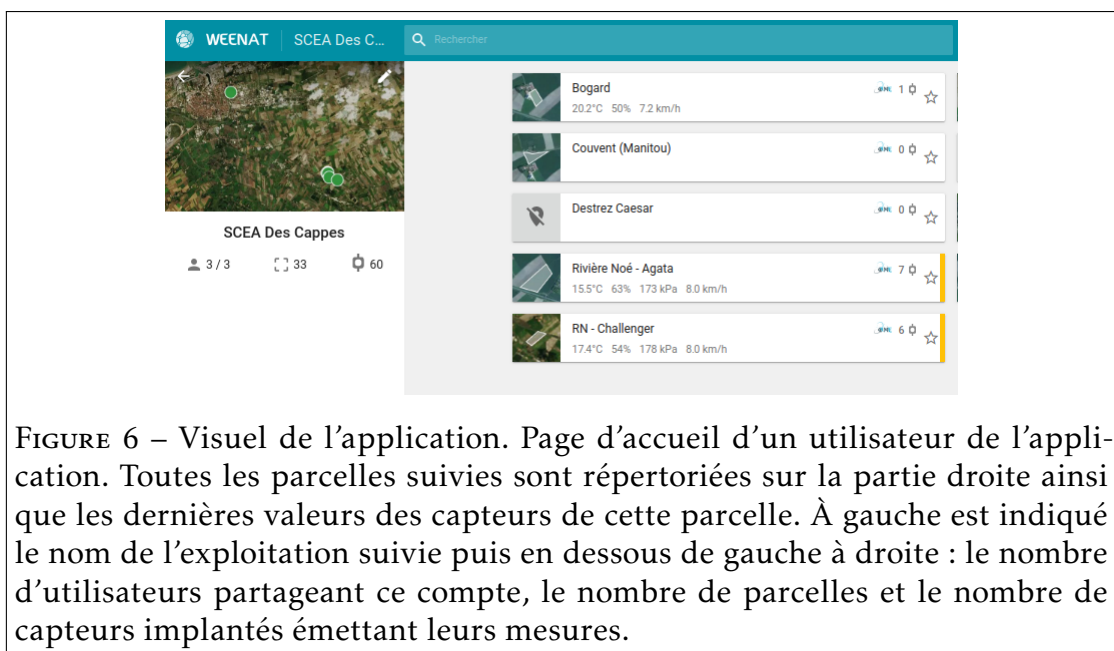 WEENAT SCEA Des C... Rechercher
Bogard 1
20.2°C 50% 7.2 km/h
Couvent (Manitou) 0
Destrez Caesar 0
SCEA Des Cappes
3 / 3 33 60
Rivière Noé - Agata 7
15.5°C 63% 173 kPa 8.0 km/h
RN - Challenger 6
17.4°C 54% 178 kPa 8.0 km/h
Figure 6 – Visuel de l'application. Page d'accueil d'un utilisateur de l'appli-
cation. Toutes les parcelles suivies sont répertoriées sur la partie droite ainsi
que les dernières valeurs des capteurs de cette parcelle. À gauche est indiqué
le nom de l'exploitation suivie puis en dessous de gauche à droite : le nombre
d'utilisateurs partageant ce compte, le nombre de parcelles et le nombre de
capteurs implantés émettant leurs mesures.